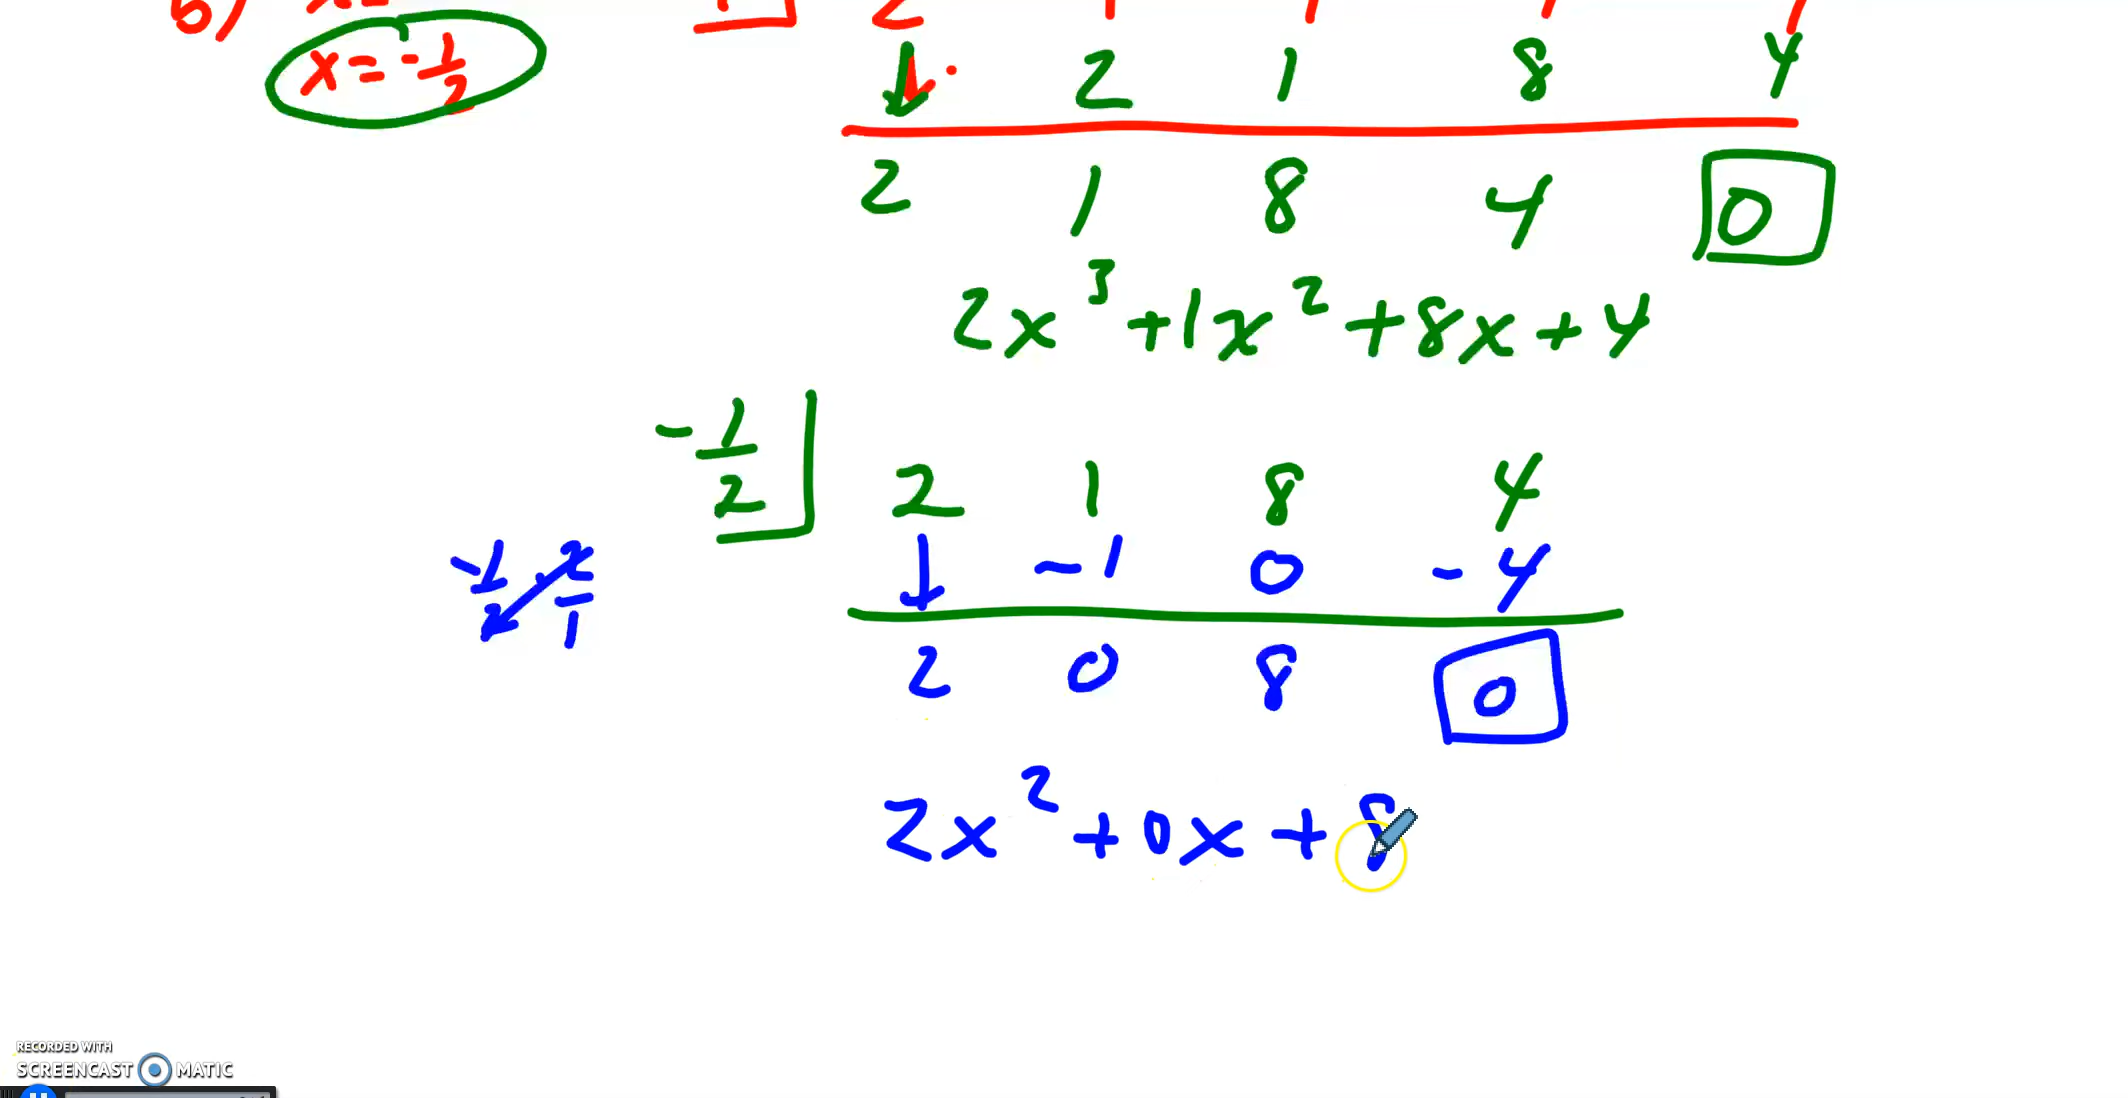 x = -1/2
2 1 8 4
2 1 8 4 0
2x³ + 1x² + 8x + 4
-1/2 2 1 8 4
-1/2 · 2/1 -1 0 -4
2 0 8 0
2x² + 0x + 8
RECORDED WITH
SCREENCAST MATIC